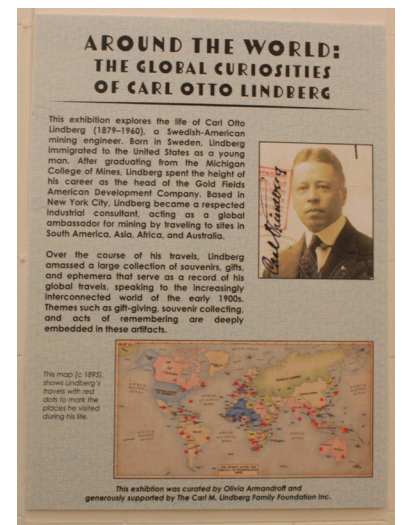 AROUND THE WORLD:
THE GLOBAL CURIOSITIES
OF CARL OTTO LINDBERG
This exhibition explores the life of Carl Otto
Lindberg (1879–1960), a Swedish-American
mining engineer. Born in Sweden, Lindberg
immigrated to the United States as a young
man. After graduating from the Michigan
College of Mines, Lindberg spent the height of
his career as the head of the Gold Fields
American Development Company. Based in
New York City, Lindberg became a respected
industrial consultant, acting as a global
ambassador for mining by traveling to sites in
South America, Asia, Africa, and Australia.
Over the course of his travels, Lindberg
amassed a large collection of souvenirs, gifts,
and ephemera that serve as a record of his
global travels, speaking to the increasingly
interconnected world of the early 1900s.
Themes such as gift-giving, souvenir collecting,
and acts of remembering are deeply
embedded in these artifacts.
Carl O Lindberg
This map (c 1895),
shows Lindberg's
travels with red
dots to mark the
places he visited
during his life.
This exhibtion was curated by Olivia Armandroff and
generously supported by The Carl M. Lindberg Family Foundation Inc.